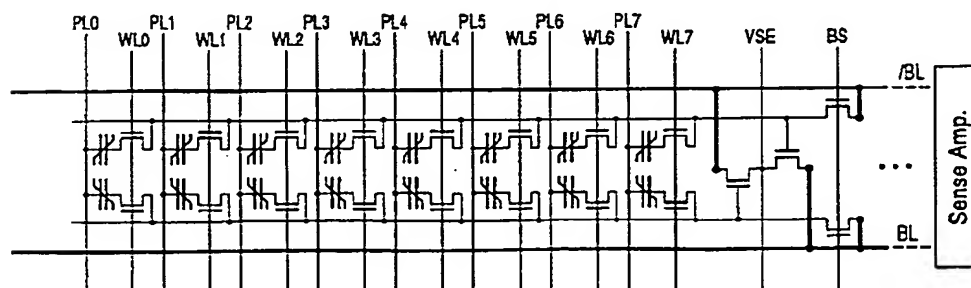 PL0 PL1 PL2 PL3 PL4 PL5 PL6 PL7
WL0 WL1 WL2 WL3 WL4 WL5 WL6 WL7 VSE BS
/BL
BL
Sense Amp.